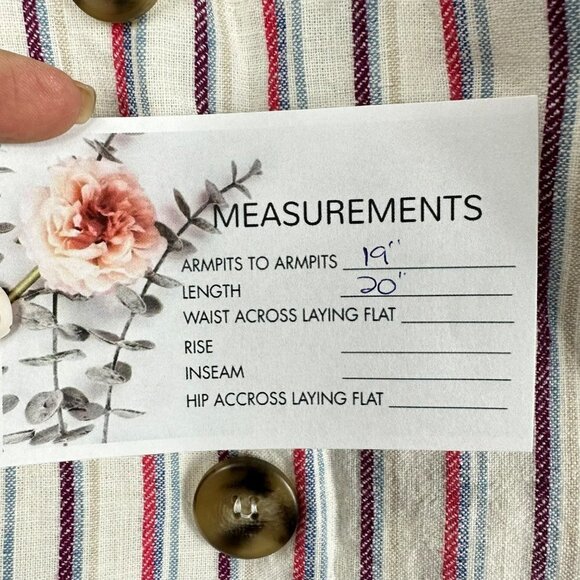 MEASUREMENTS
ARMPITS TO ARMPITS 19"
LENGTH 20"
WAIST ACROSS LAYING FLAT
RISE
INSEAM
HIP ACCROSS LAYING FLAT